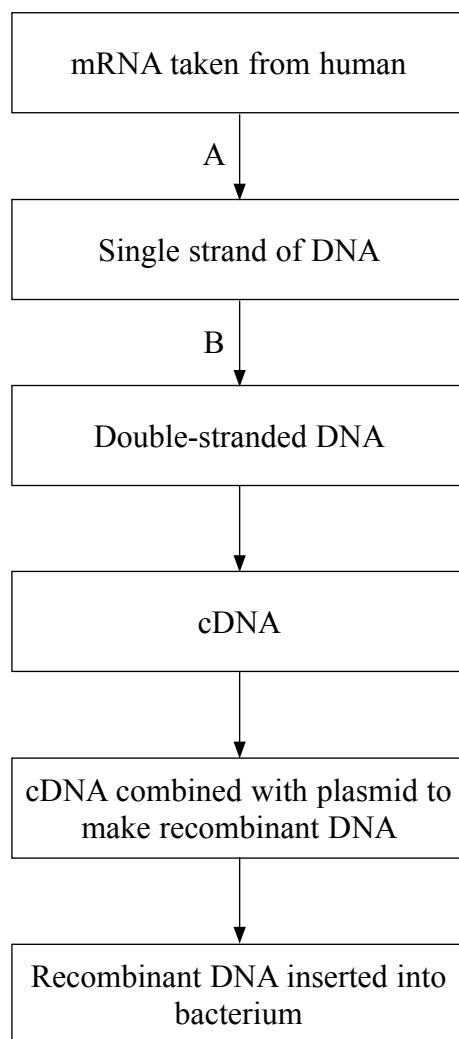 mRNA taken from human
A
Single strand of DNA
B
Double-stranded DNA
cDNA
cDNA combined with plasmid to
make recombinant DNA
Recombinant DNA inserted into
bacterium